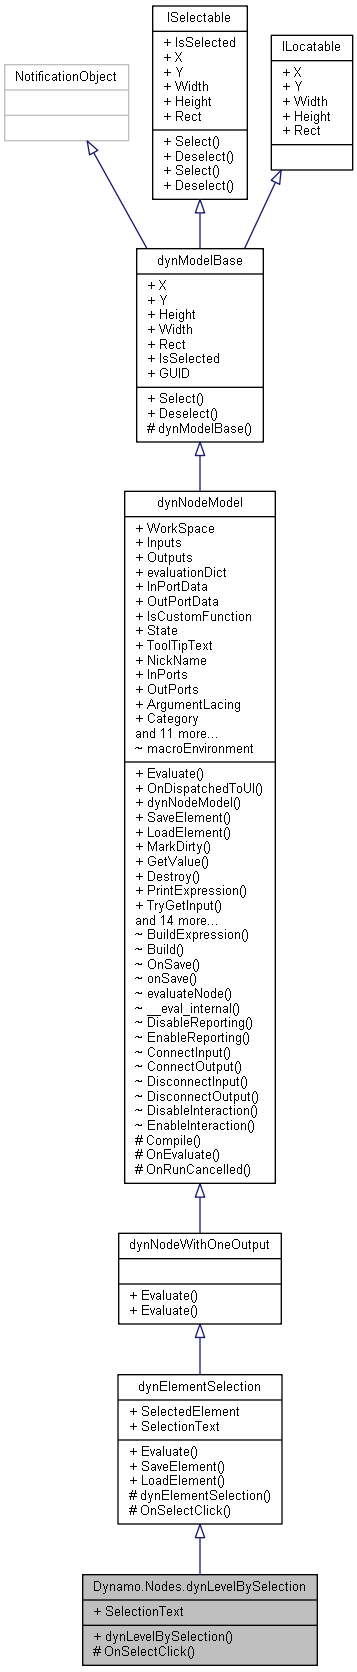 ISelectable
+ IsSelected
+ X
+ Y
+ Width
+ Height
+ Rect
+ Select()
+ Deselect()
+ Select()
+ Deselect()
ILocatable
+ X
+ Y
+ Width
+ Height
+ Rect
NotificationObject
dynModelBase
+ X
+ Y
+ Height
+ Width
+ Rect
+ IsSelected
+ GUID
+ Select()
+ Deselect()
# dynModelBase()
dynNodeModel
+ WorkSpace
+ Inputs
+ Outputs
+ evaluationDict
+ InPortData
+ OutPortData
+ IsCustomFunction
+ State
+ ToolTipText
+ NickName
+ InPorts
+ OutPorts
+ ArgumentLacing
+ Category
and 11 more...
~ macroEnvironment
+ Evaluate()
+ OnDispatchedToUI()
+ dynNodeModel()
+ SaveElement()
+ LoadElement()
+ MarkDirty()
+ GetValue()
+ Destroy()
+ PrintExpression()
+ TryGetInput()
and 14 more...
~ BuildExpression()
~ Build()
~ OnSave()
~ onSave()
~ evaluateNode()
~ __eval_internal()
~ DisableReporting()
~ EnableReporting()
~ ConnectInput()
~ ConnectOutput()
~ DisconnectInput()
~ DisconnectOutput()
~ DisableInteraction()
~ EnableInteraction()
# Compile()
# OnEvaluate()
# OnRunCancelled()
dynNodeWithOneOutput
+ Evaluate()
+ Evaluate()
dynElementSelection
+ SelectedElement
+ SelectionText
+ Evaluate()
+ SaveElement()
+ LoadElement()
# dynElementSelection()
# OnSelectClick()
Dynamo.Nodes.dynLevelBySelection
+ SelectionText
+ dynLevelBySelection()
# OnSelectClick()